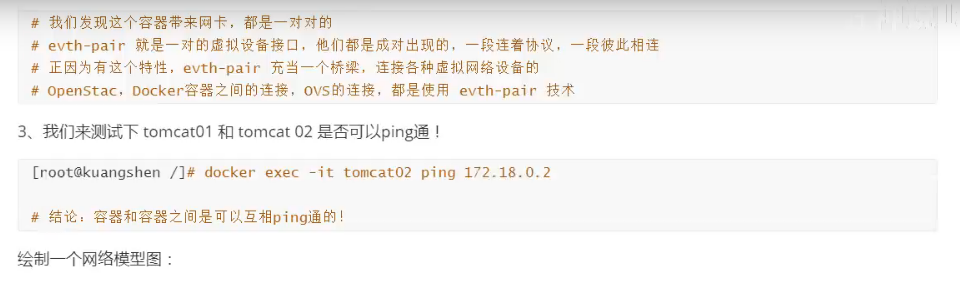 # 我们发现这个容器带来网卡，都是一对对的
# evth-pair 就是一对的虚拟设备接口，他们都是成对出现的，一段连着协议，一段彼此相连
# 正因为有这个特性，evth-pair 充当一个桥梁，连接各种虚拟网络设备的
# OpenStac，Docker容器之间的连接，OVS的连接，都是使用 evth-pair 技术
3、我们来测试下 tomcat01 和 tomcat 02 是否可以ping通！
[root@kuangshen /]# docker exec -it tomcat02 ping 172.18.0.2
# 结论：容器和容器之间是可以互相ping通的！
绘制一个网络模型图：